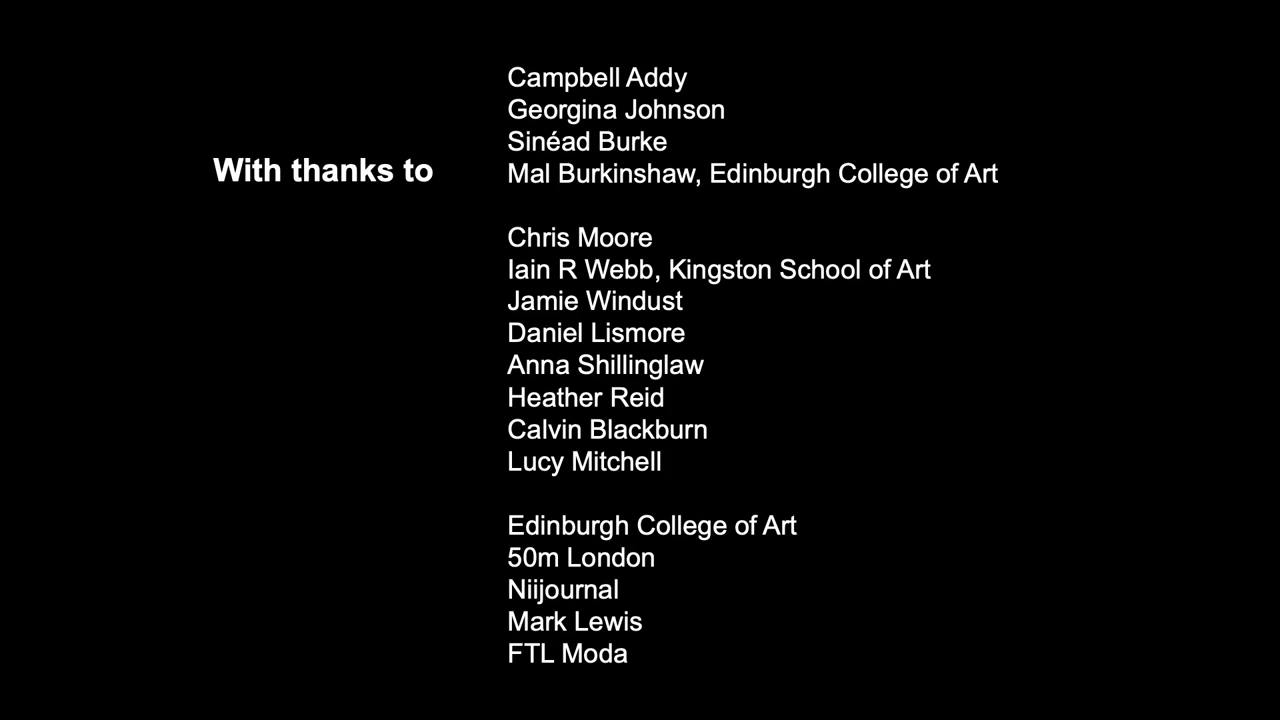 With thanks to
Campbell Addy
Georgina Johnson
Sinéad Burke
Mal Burkinshaw, Edinburgh College of Art
Chris Moore
Iain R Webb, Kingston School of Art
Jamie Windust
Daniel Lismore
Anna Shillinglaw
Heather Reid
Calvin Blackburn
Lucy Mitchell
Edinburgh College of Art
50m London
Niijournal
Mark Lewis
FTL Moda